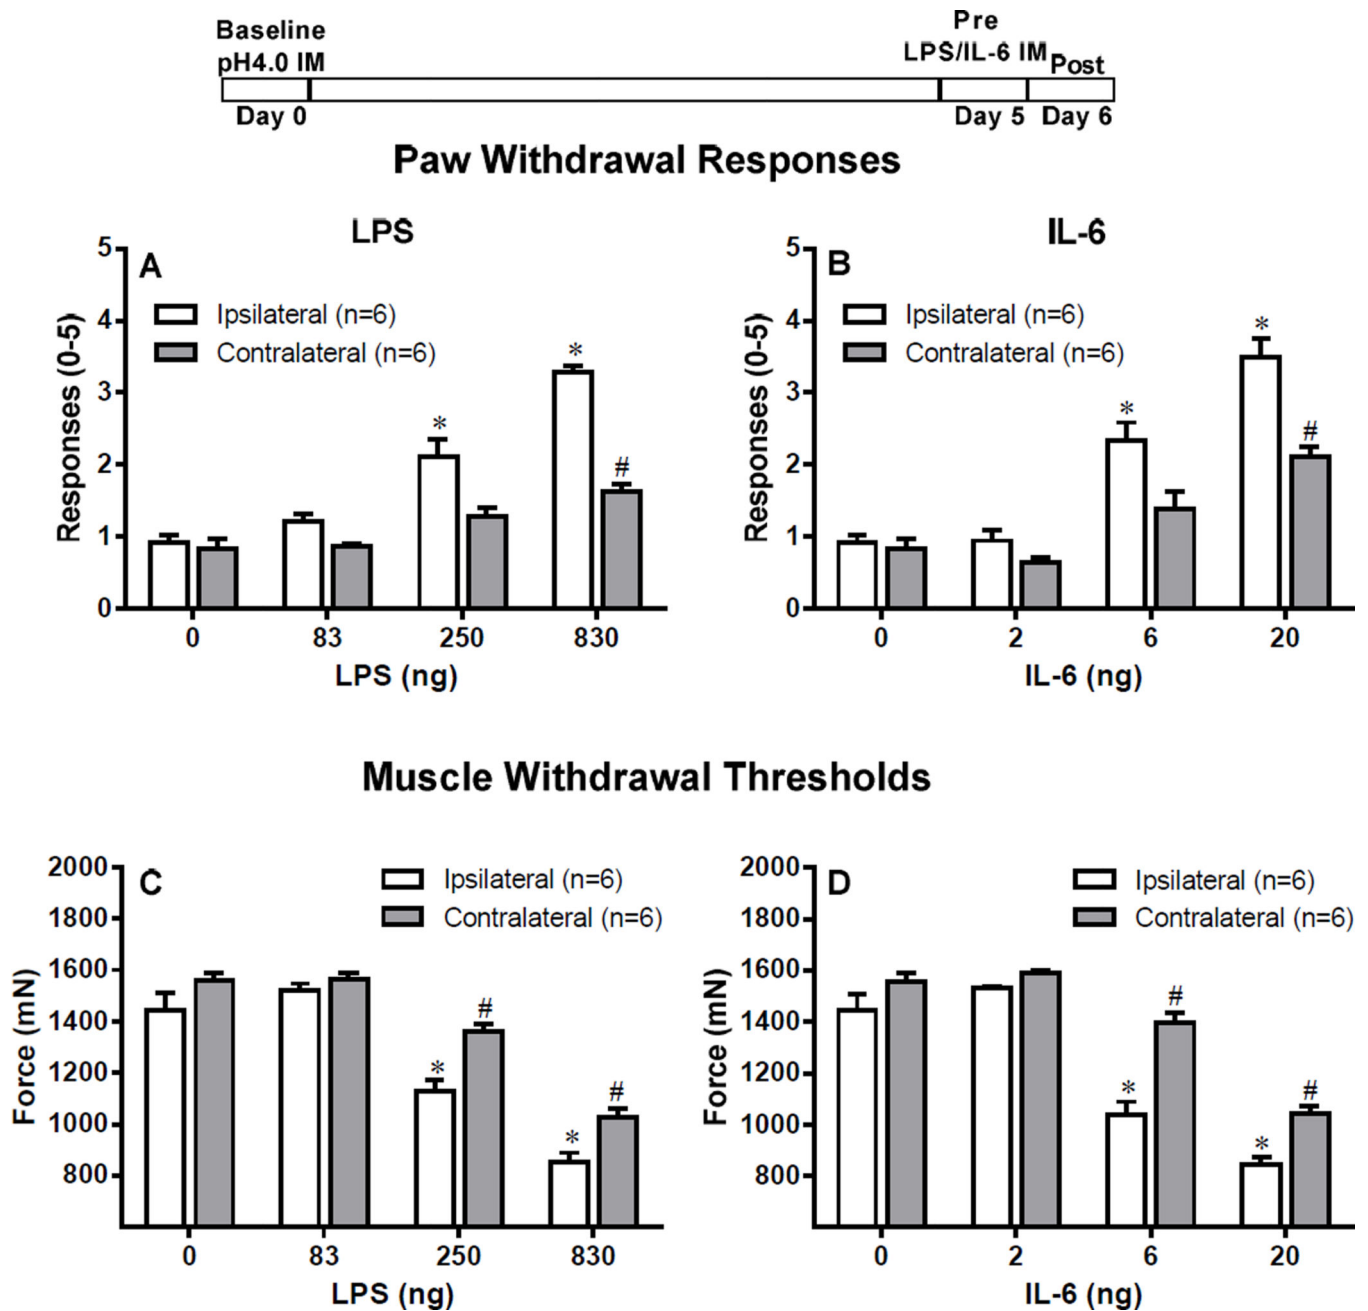 Baseline
pH4.0 IM
Pre
LPS/IL-6 IM
Post
Day 0
Day 5
Day 6
Paw Withdrawal Responses
LPS
A
Ipsilateral (n=6)
Contralateral (n=6)
Responses (0-5)
5
4
3
2
1
0
*
*
#
0 83 250 830
LPS (ng)
IL-6
B
Ipsilateral (n=6)
Contralateral (n=6)
Responses (0-5)
5
4
3
2
1
0
*
*
#
0 2 6 20
IL-6 (ng)
Muscle Withdrawal Thresholds
C
Ipsilateral (n=6)
Contralateral (n=6)
Force (mN)
2000
1800
1600
1400
1200
1000
800
*
#
*
#
0 83 250 830
LPS (ng)
D
Ipsilateral (n=6)
Contralateral (n=6)
Force (mN)
2000
1800
1600
1400
1200
1000
800
*
#
*
#
0 2 6 20
IL-6 (ng)